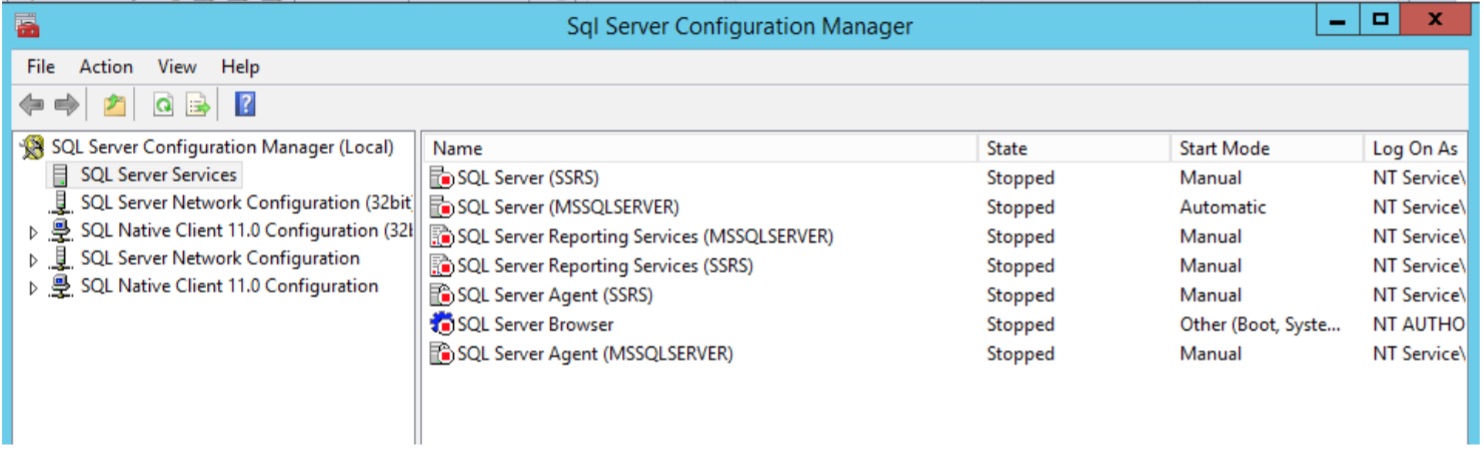 Sql Server Configuration Manager
File Action View Help
SQL Server Configuration Manager (Local)
SQL Server Services
SQL Server Network Configuration (32bit
SQL Native Client 11.0 Configuration (32b
SQL Server Network Configuration
SQL Native Client 11.0 Configuration
Name State Start Mode Log On As
SQL Server (SSRS) Stopped Manual NT Service\
SQL Server (MSSQLSERVER) Stopped Automatic NT Service\
SQL Server Reporting Services (MSSQLSERVER) Stopped Manual NT Service\
SQL Server Reporting Services (SSRS) Stopped Manual NT Service\
SQL Server Agent (SSRS) Stopped Manual NT Service\
SQL Server Browser Stopped Other (Boot, Syste... NT AUTHO
SQL Server Agent (MSSQLSERVER) Stopped Manual NT Service\